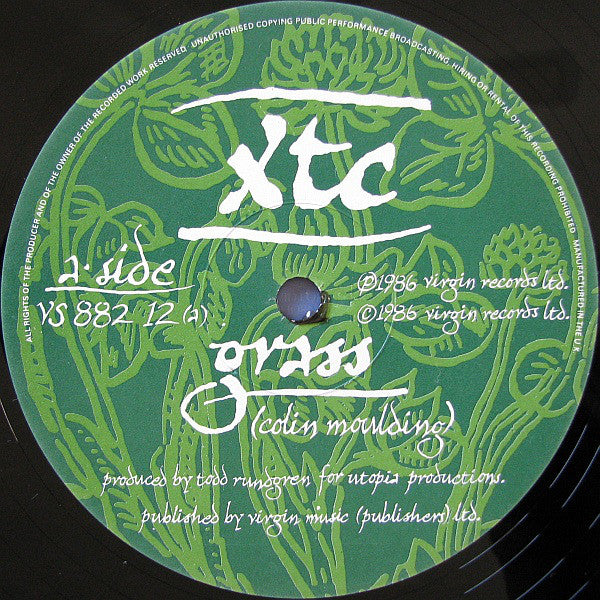 ALL RIGHTS OF THE PRODUCER AND OF THE OWNER OF THE RECORDED WORK RESERVED. UNAUTHORISED COPYING PUBLIC PERFORMANCE BROADCASTING, HIRING OR RENTAL OF THIS RECORDING PROHIBITED. MANUFACTURED IN THE U.K.
xtc
a·side
VS 882 12 (a)
℗1986 virgin records ltd.
©1986 virgin records ltd.
grass
(colin moulding)
produced by todd rundgren for utopia productions.
published by virgin music (publishers) ltd.